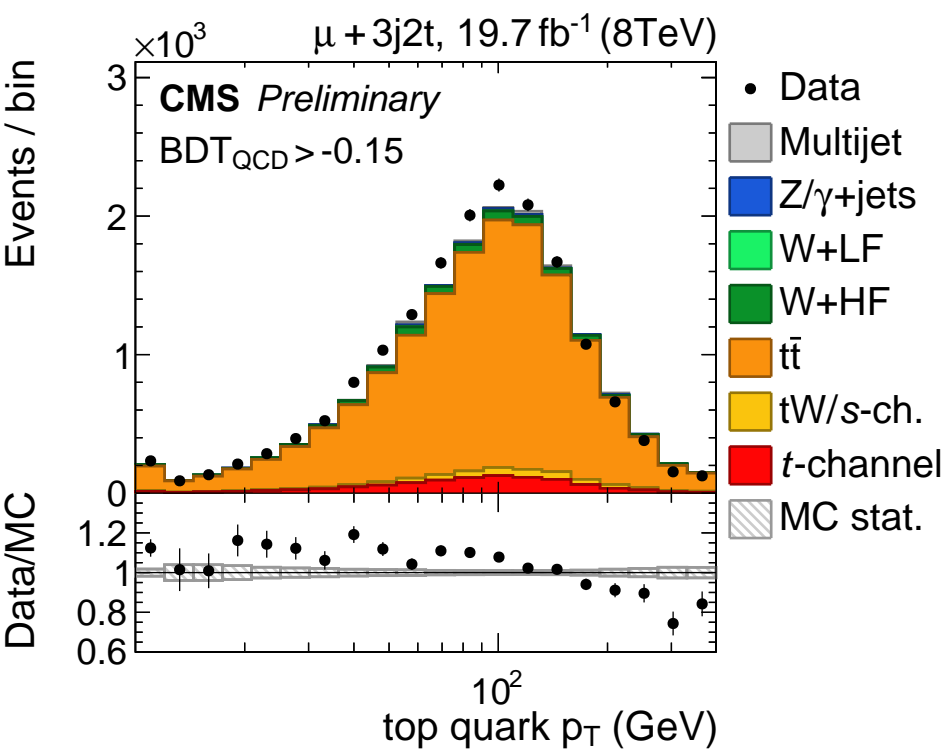 ×10³
μ + 3j2t, 19.7 fb⁻¹ (8TeV)
CMS Preliminary
BDT_QCD > -0.15
Events / bin
3
2
1
0
Data
Multijet
Z/γ+jets
W+LF
W+HF
tt̄
tW/s-ch.
t-channel
MC stat.
Data/MC
1.2
1
0.8
0.6
10²
top quark p_T (GeV)